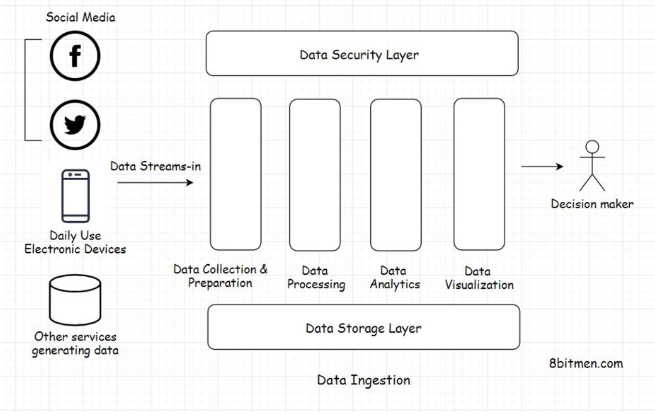 Social Media
Data Security Layer
Data Streams-in
Decision maker
Daily Use
Electronic Devices
Data Collection &
Preparation
Data
Processing
Data
Analytics
Data
Visualization
Data Storage Layer
Other services
generating data
8bitmen.com
Data Ingestion